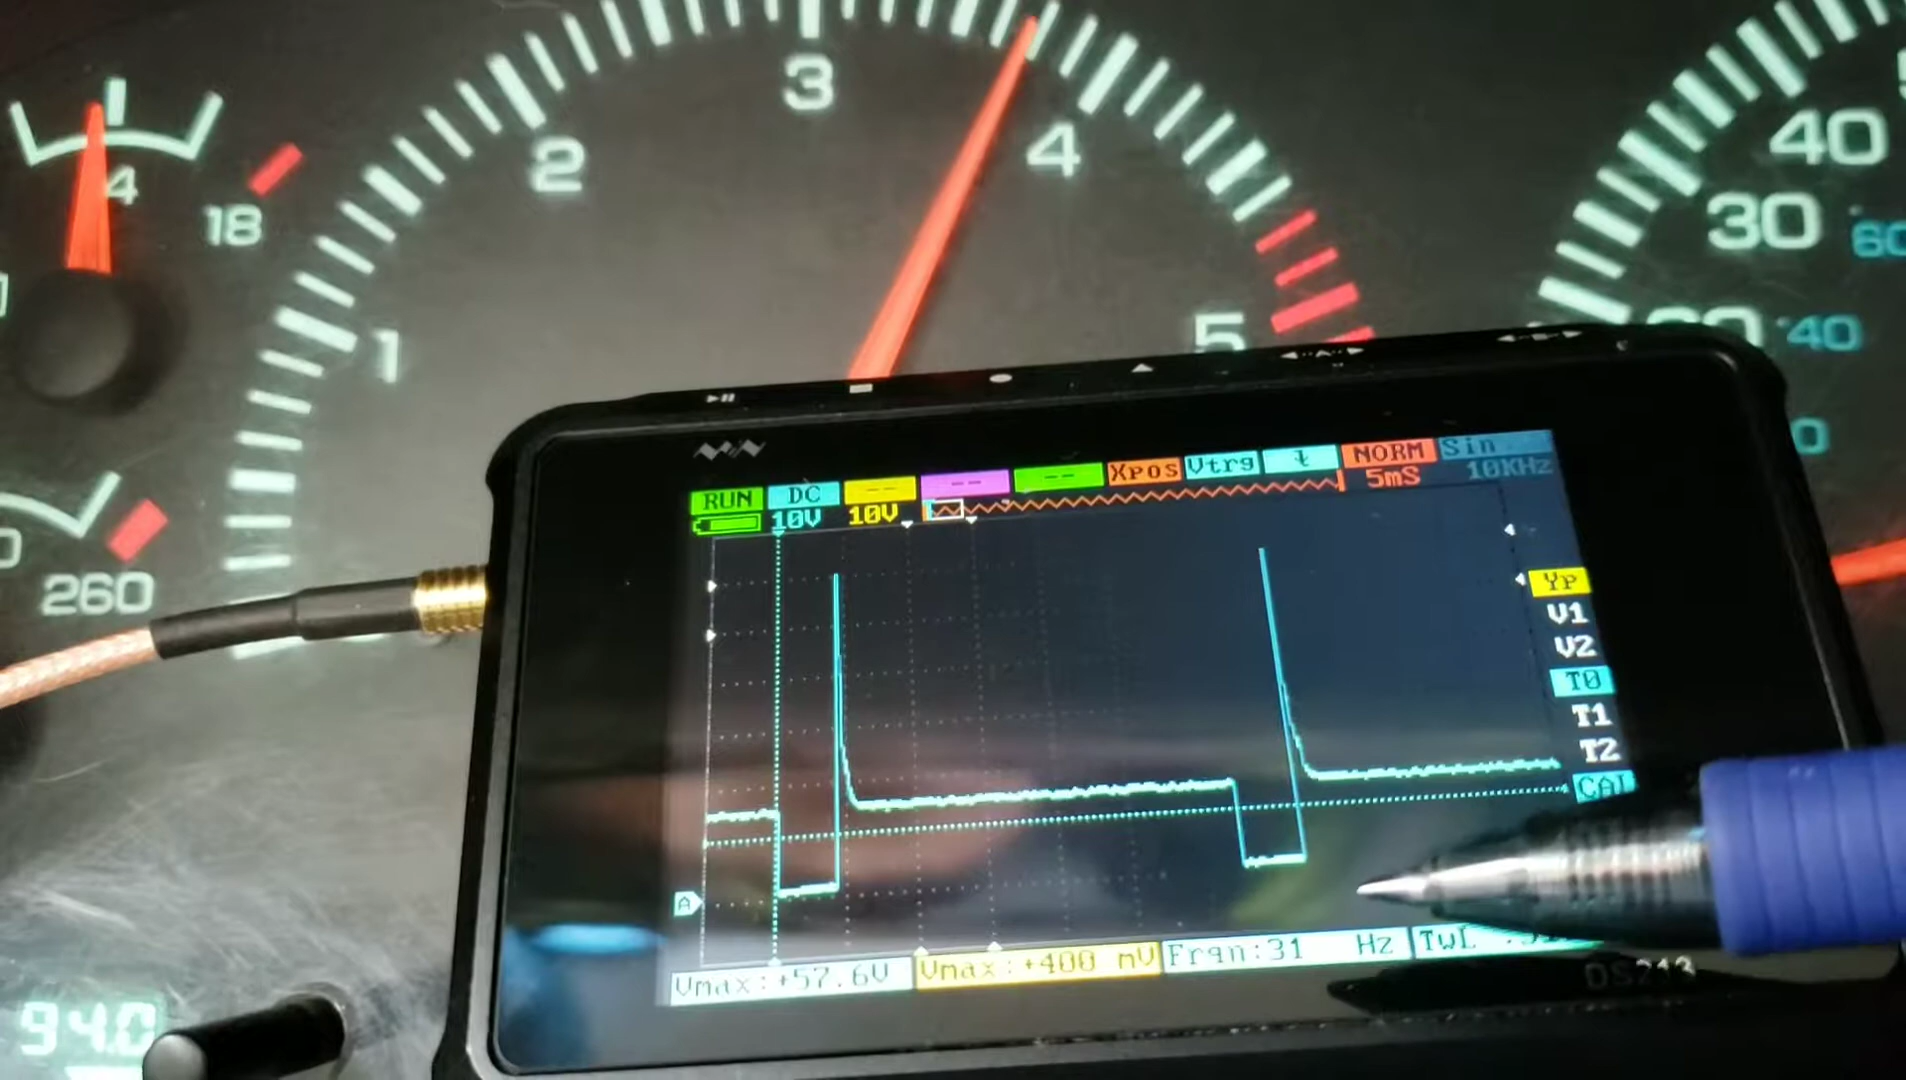 3
4
40
2
4
30
18
60
1
5
40
RUN DC -- -- -- Xpos Vtrg NORM Sin
10V 10V 5mS 10KHz
Yp
V1
V2
T0
T1
T2
CAL
260
A
Vmax:+57.6V Vmax:+400 mV Frqn:31 Hz TwL
DS213
94.0